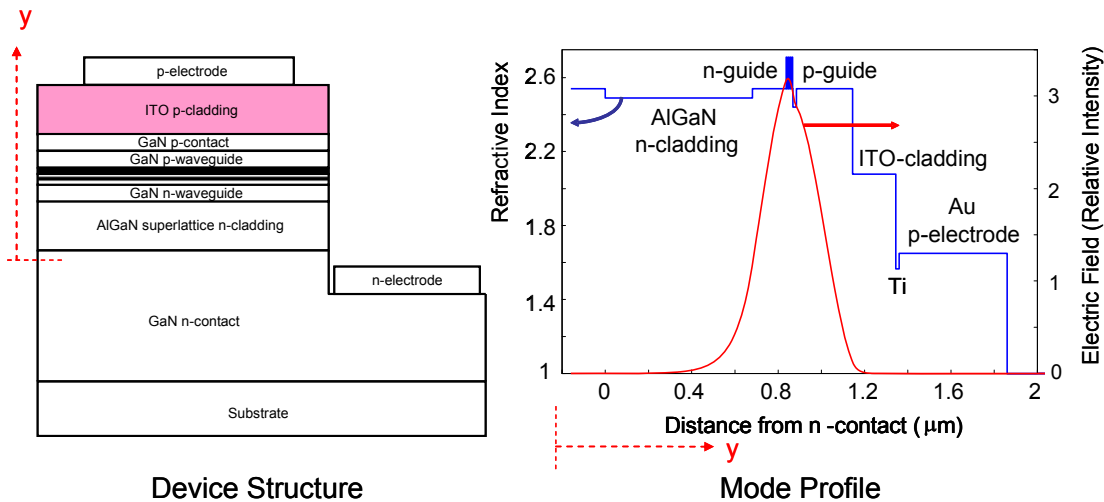 y
p-electrode
ITO p-cladding
GaN p-contact
GaN p-waveguide
GaN n-waveguide
AlGaN superlattice n-cladding
n-electrode
GaN n-contact
Substrate
Device Structure
Refractive Index
2.6
2.2
1.8
1.4
1
n-guide
p-guide
AlGaN
n-cladding
ITO-cladding
Au
p-electrode
Ti
3
2
1
0
Electric Field (Relative Intensity)
0 0.4 0.8 1.2 1.6 2
Distance from n -contact ( μm)
y
Mode Profile